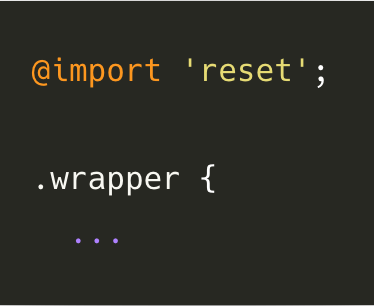 @import 'reset';
.wrapper {
...